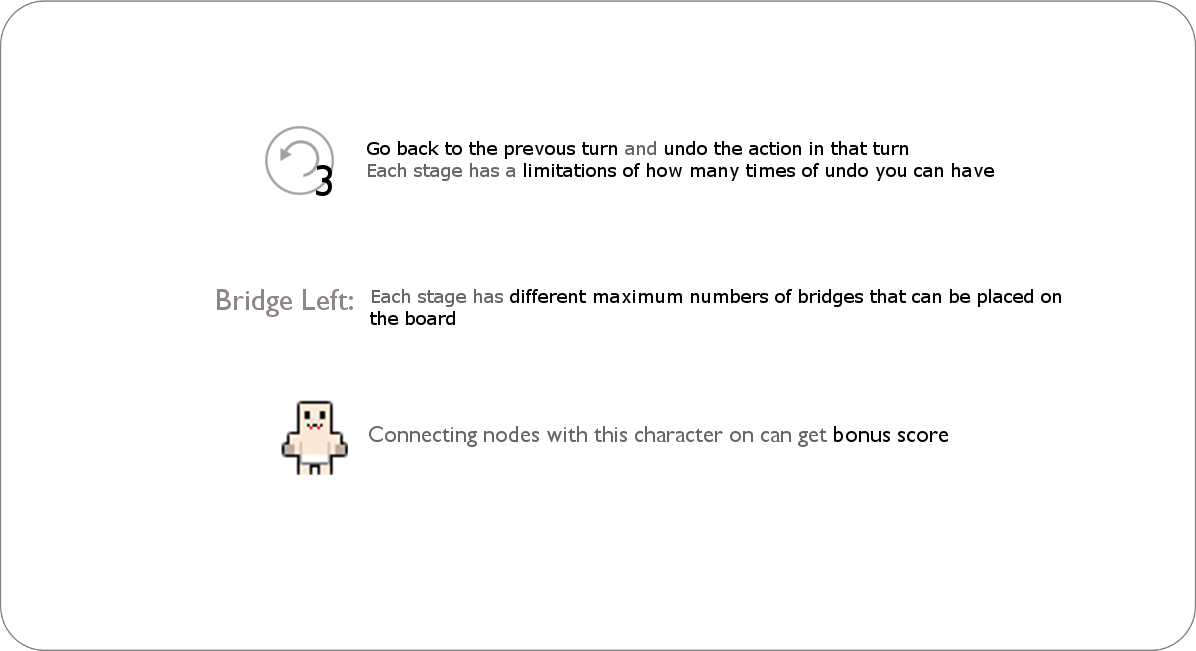 3
Go back to the prevous turn and undo the action in that turn
Each stage has a limitations of how many times of undo you can have
Bridge Left: Each stage has different maximum numbers of bridges that can be placed on
the board
Connecting nodes with this character on can get bonus score